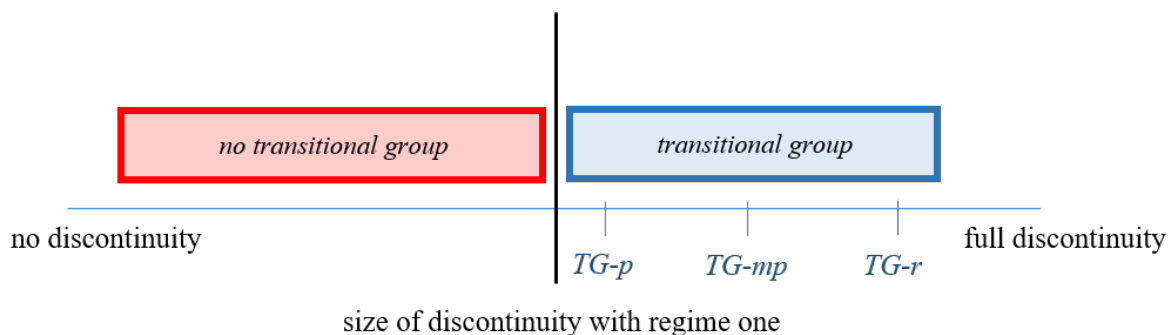 no transitional group
transitional group
no discontinuity
full discontinuity
TG-p
TG-mp
TG-r
size of discontinuity with regime one